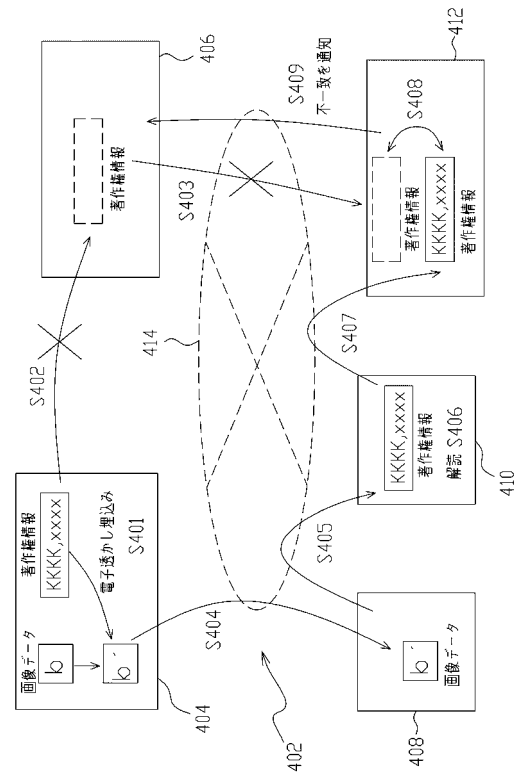 画像データ
b
b´
著作権情報
KKKK,xxxx
電子透かし埋込み
S401
404
S402
著作権情報
406
S403
S409
不一致を通知
414
S404
402
b´
画像データ
408
S405
KKKK,xxxx
著作権情報
解読 S406
410
S407
著作権情報
KKKK,xxxx
著作権情報
S408
412